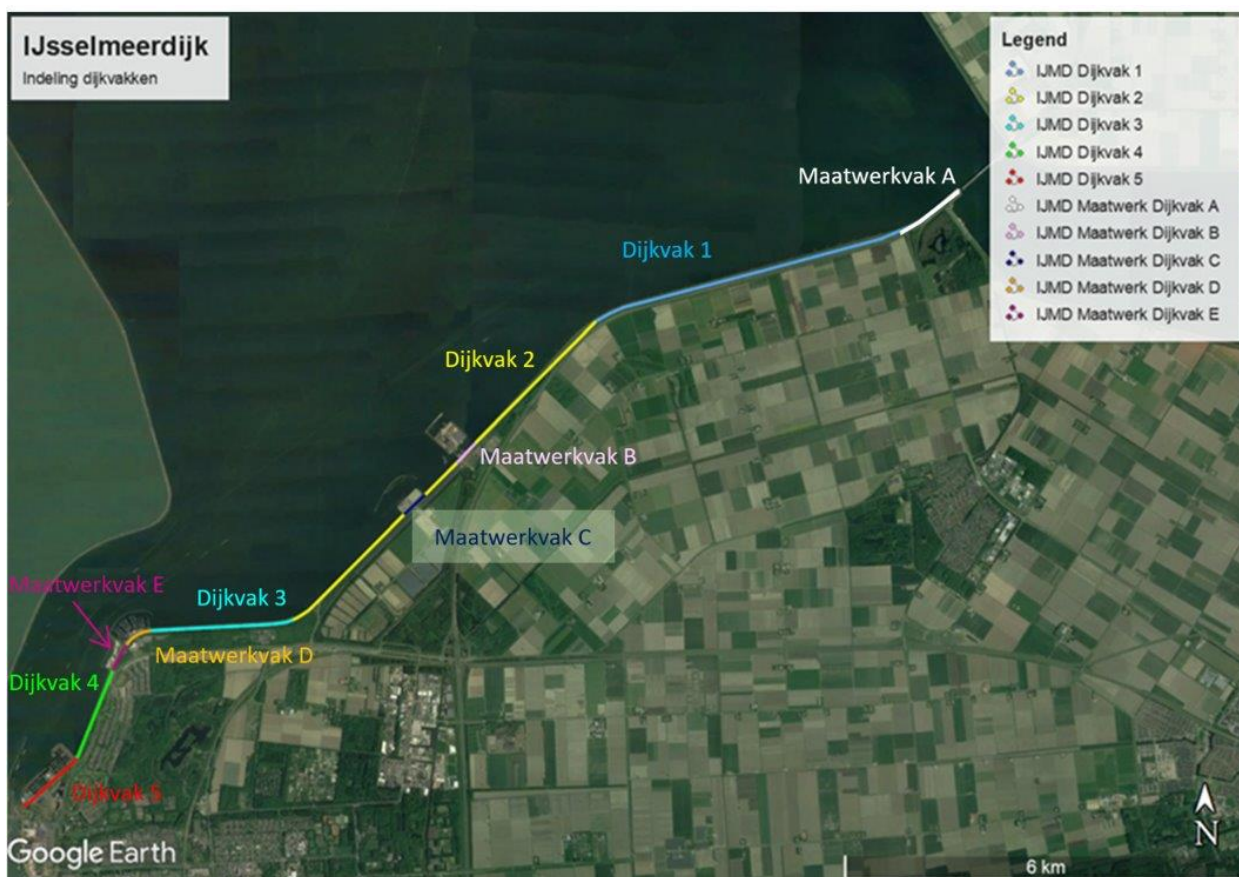 IJsselmeerdijk
Indeling dijkvakken
Legend
IJMD Dijkvak 1
IJMD Dijkvak 2
IJMD Dijkvak 3
IJMD Dijkvak 4
IJMD Dijkvak 5
IJMD Maatwerk Dijkvak A
IJMD Maatwerk Dijkvak B
IJMD Maatwerk Dijkvak C
IJMD Maatwerk Dijkvak D
IJMD Maatwerk Dijkvak E
Maatwerkvak A
Dijkvak 1
Dijkvak 2
Maatwerkvak B
Maatwerkvak C
Maatwerkvak E
Dijkvak 3
Maatwerkvak D
Dijkvak 4
Dijkvak 5
Google Earth
6 km
N